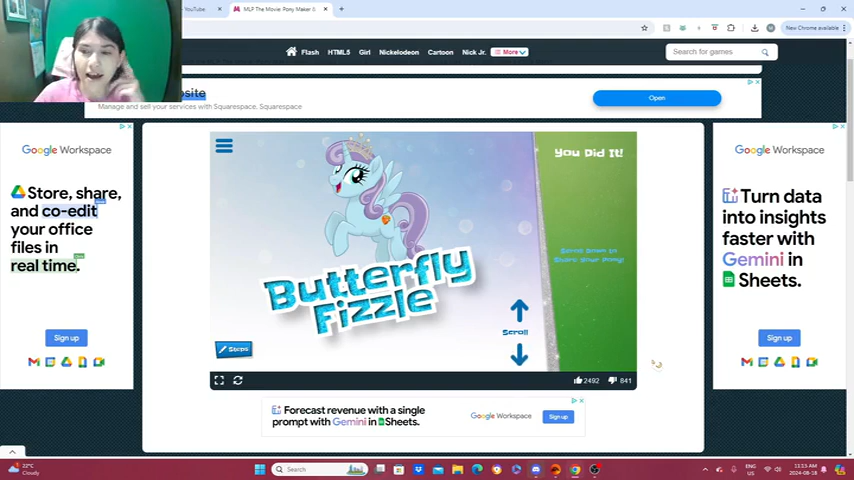 YouTube
MLP The Movie: Pony Maker (
New Chrome available
Flash
HTML5
Girl
Nickelodeon
Cartoon
Nick Jr.
More
Search for games
Manage and sell your services with Squarespace. Squarespace
Open
Google Workspace
Store, share,
and co-edit
your office
files in
real time.
Sign up
You Did It!
Butterfly
Fizzle
Scroll
Steps
2492
841
Forecast revenue with a single
prompt with Gemini in Sheets.
Google Workspace
Sign up
Google Workspace
Turn data
into insights
faster with
Gemini in
Sheets.
Sign up
22°C
Cloudy
Search
ENG
US
11:15 AM
2024-08-18